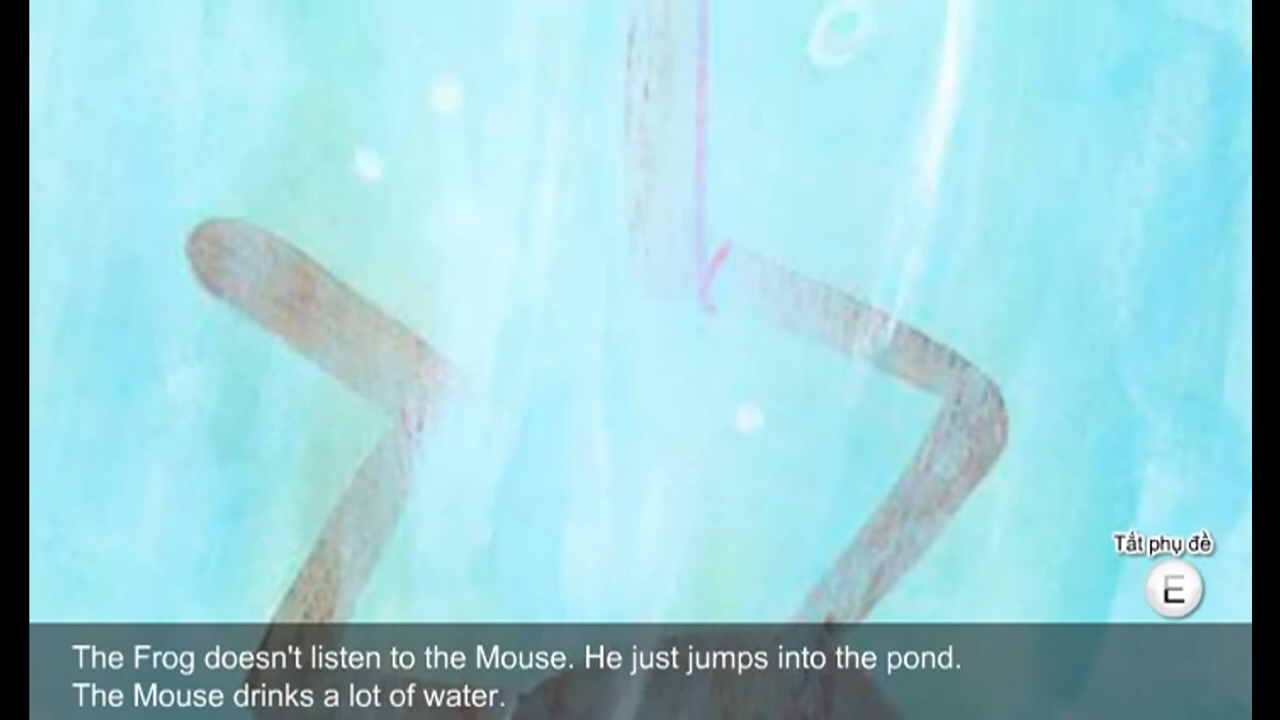 Tắt phụ đề
E
The Frog doesn't listen to the Mouse. He just jumps into the pond.
The Mouse drinks a lot of water.